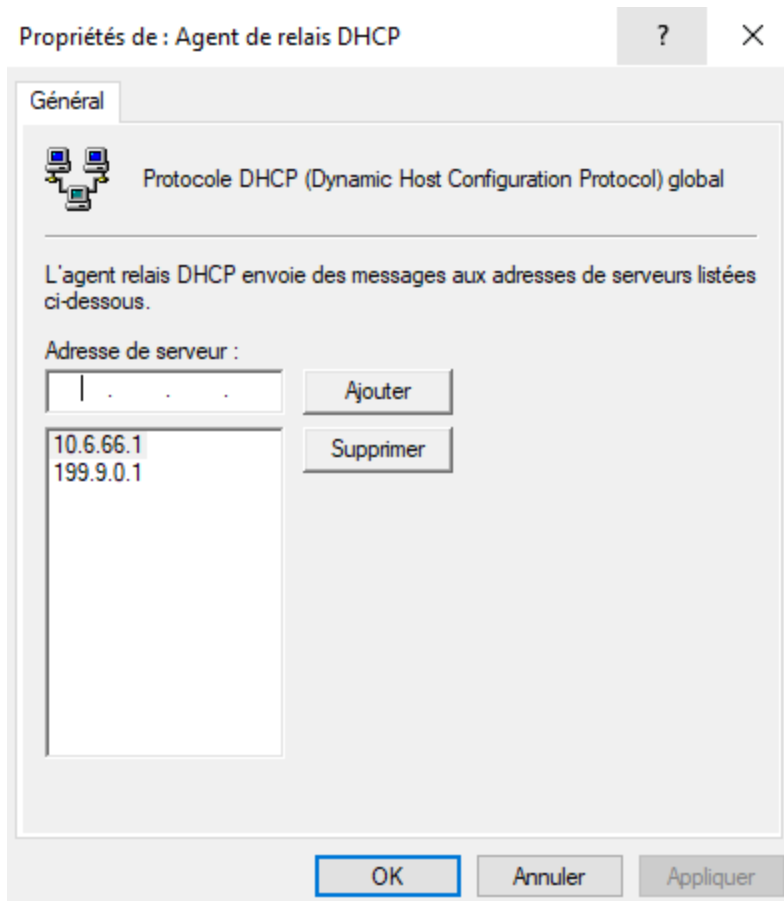 Propriétés de : Agent de relais DHCP
?
Général
Protocole DHCP (Dynamic Host Configuration Protocol) global
L'agent relais DHCP envoie des messages aux adresses de serveurs listées
ci-dessous.
Adresse de serveur :
. . .
Ajouter
10.6.66.1
Supprimer
199.9.0.1
OK
Annuler
Appliquer